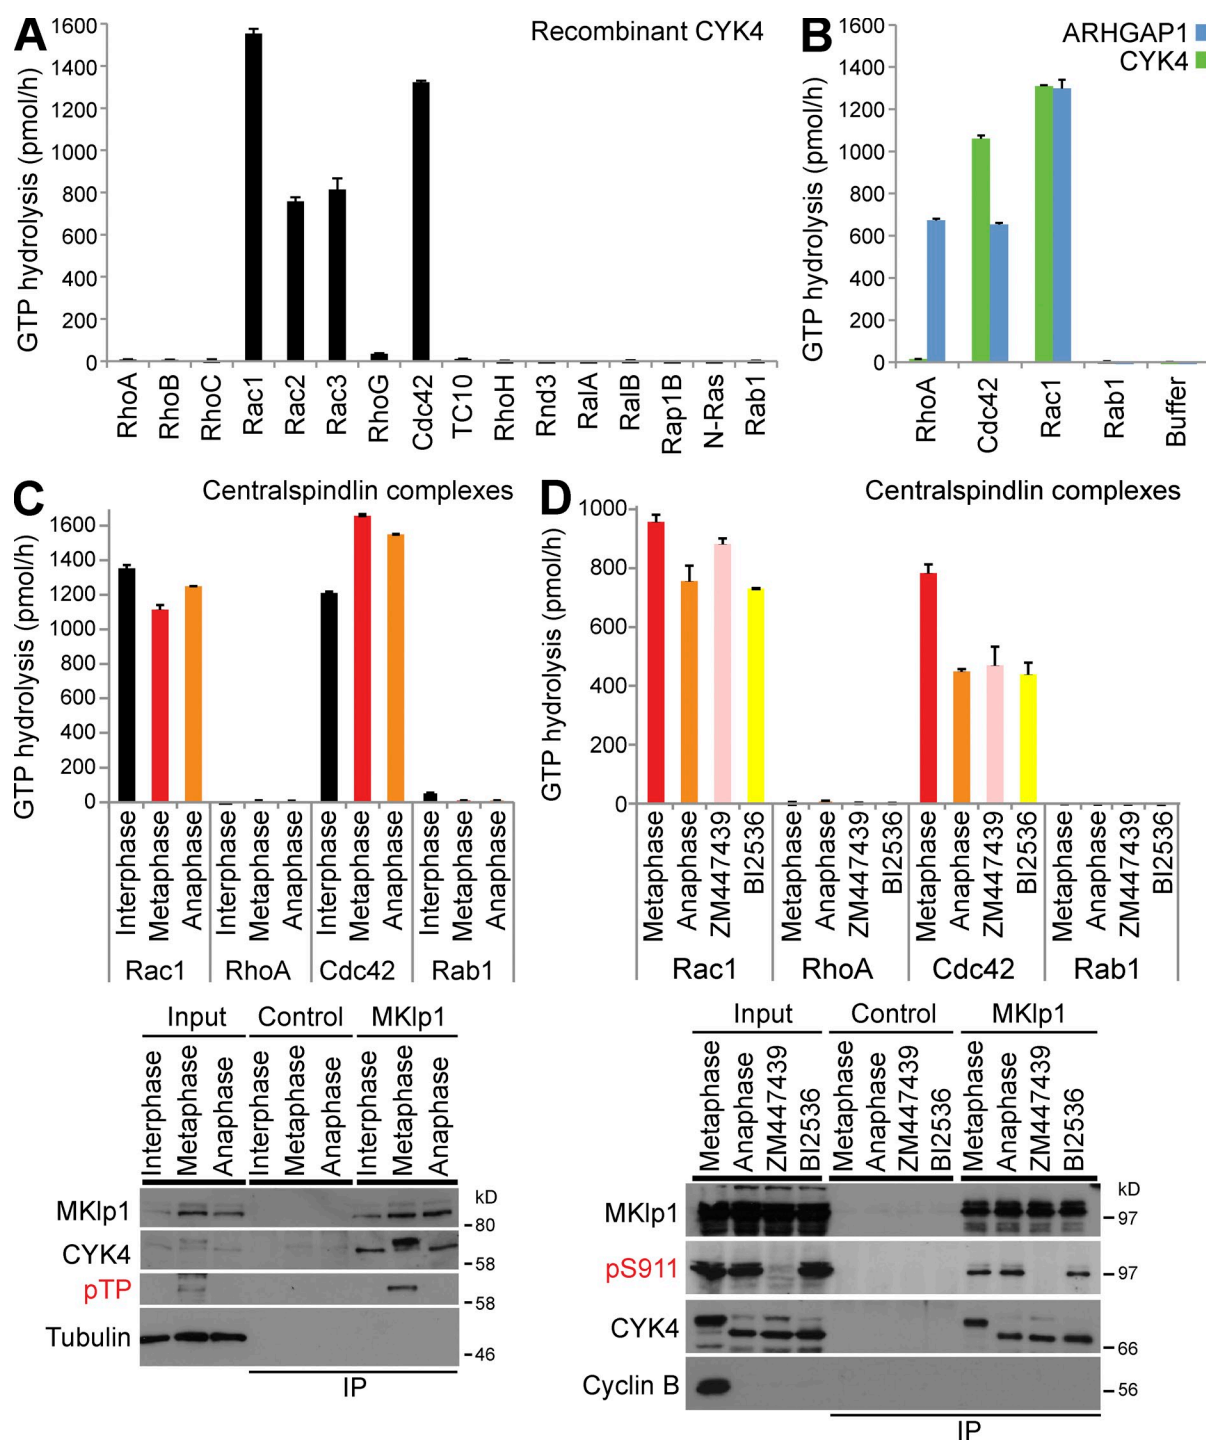 A
Recombinant CYK4
GTP hydrolysis (pmol/h)
1600
1400
1200
1000
800
600
400
200
0
RhoA
RhoB
RhoC
Rac1
Rac2
Rac3
RhoG
Cdc42
TC10
RhoH
Rnd3
RalA
RalB
Rap1B
N-Ras
Rab1
B
ARHGAP1
CYK4
GTP hydrolysis (pmol/h)
1600
1400
1200
1000
800
600
400
200
0
RhoA
Cdc42
Rac1
Rab1
Buffer
C
Centralspindlin complexes
GTP hydrolysis (pmol/h)
1600
1400
1200
1000
800
600
400
200
0
Interphase
Metaphase
Anaphase
Interphase
Metaphase
Anaphase
Interphase
Metaphase
Anaphase
Interphase
Metaphase
Anaphase
Rac1 RhoA Cdc42 Rab1
Input Control MKlp1
Interphase
Metaphase
Anaphase
Interphase
Metaphase
Anaphase
Interphase
Metaphase
Anaphase
kD
MKlp1
80
CYK4
58
pTP
58
Tubulin
46
IP
D
Centralspindlin complexes
GTP hydrolysis (pmol/h)
1000
800
600
400
200
0
Metaphase
Anaphase
ZM447439
BI2536
Metaphase
Anaphase
ZM447439
BI2536
Metaphase
Anaphase
ZM447439
BI2536
Metaphase
Anaphase
ZM447439
BI2536
Rac1 RhoA Cdc42 Rab1
Input Control MKlp1
Metaphase
Anaphase
ZM447439
BI2536
Metaphase
Anaphase
ZM447439
BI2536
Metaphase
Anaphase
ZM447439
BI2536
kD
MKlp1
97
pS911
97
CYK4
66
Cyclin B
56
IP